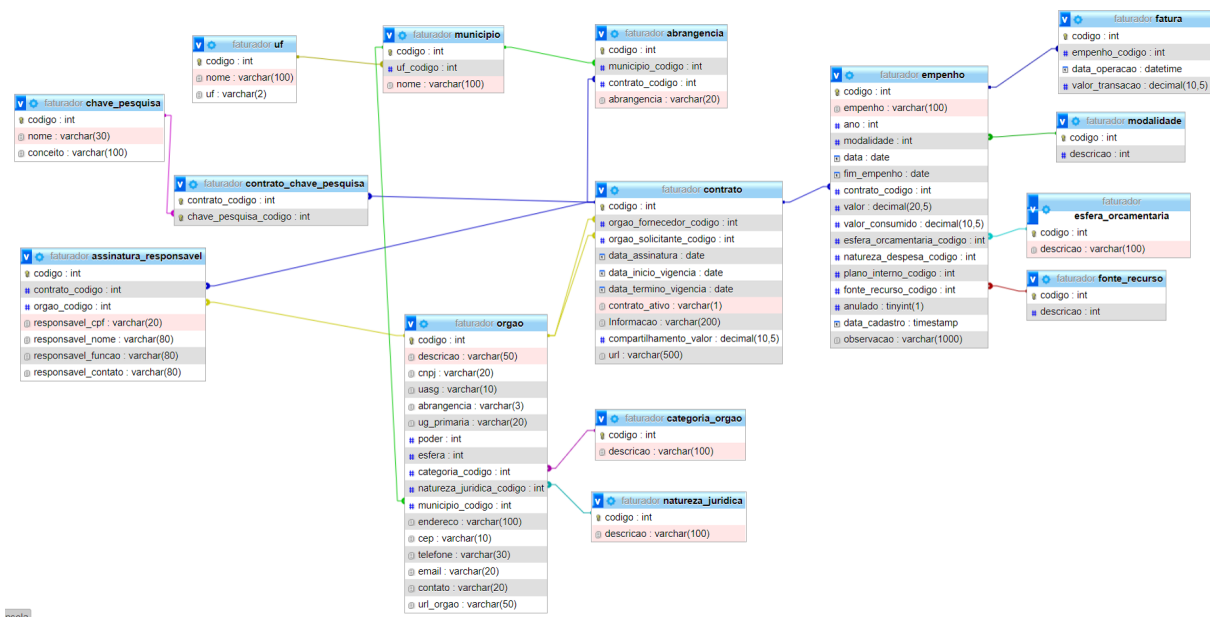 faturador uf
codigo : int
nome : varchar(100)
uf : varchar(2)
faturador municipio
codigo : int
uf_codigo : int
nome : varchar(100)
faturador abrangencia
codigo : int
municipio_codigo : int
contrato_codigo : int
abrangencia : varchar(20)
faturador fatura
codigo : int
empenho_codigo : int
data_operacao : datetime
valor_transacao : decimal(10,5)
faturador chave_pesquisa
codigo : int
nome : varchar(30)
conceito : varchar(100)
faturador empenho
codigo : int
empenho : varchar(100)
ano : int
modalidade : int
data : date
fim_empenho : date
contrato_codigo : int
valor : decimal(20,5)
valor_consumido : decimal(10,5)
esfera_orcamentaria_codigo : int
natureza_despesa_codigo : int
plano_interno_codigo : int
fonte_recurso_codigo : int
anulado : tinyint(1)
data_cadastro : timestamp
observacao : varchar(1000)
faturador modalidade
codigo : int
descricao : int
faturador contrato_chave_pesquisa
contrato_codigo : int
chave_pesquisa_codigo : int
faturador contrato
codigo : int
orgao_fornecedor_codigo : int
orgao_solicitante_codigo : int
data_assinatura : date
data_inicio_vigencia : date
data_termino_vigencia : date
contrato_ativo : varchar(1)
Informacao : varchar(200)
compartilhamento_valor : decimal(10,5)
url : varchar(500)
faturador
esfera_orcamentaria
codigo : int
descricao : varchar(100)
faturador assinatura_responsavel
codigo : int
contrato_codigo : int
orgao_codigo : int
responsavel_cpf : varchar(20)
responsavel_nome : varchar(80)
responsavel_funcao : varchar(80)
responsavel_contato : varchar(80)
faturador fonte_recurso
codigo : int
descricao : int
faturador orgao
codigo : int
descricao : varchar(50)
cnpj : varchar(20)
uasg : varchar(10)
abrangencia : varchar(3)
ug_primaria : varchar(20)
poder : int
esfera : int
categoria_codigo : int
natureza_juridica_codigo : int
municipio_codigo : int
endereco : varchar(100)
cep : varchar(10)
telefone : varchar(30)
email : varchar(20)
contato : varchar(20)
url_orgao : varchar(50)
faturador categoria_orgao
codigo : int
descricao : varchar(100)
faturador natureza_juridica
codigo : int
descricao : varchar(100)